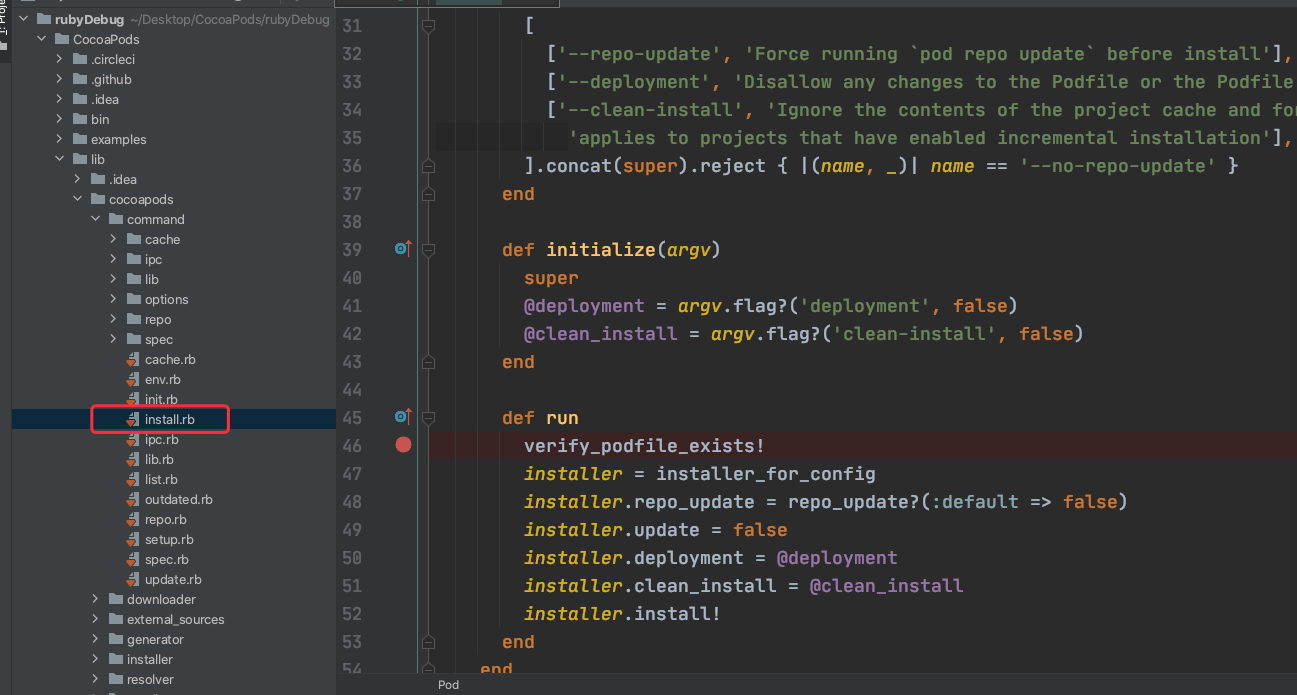 1: Proje
rubyDebug ~/Desktop/CocoaPods/rubyDebug
CocoaPods
.circleci
.github
.idea
bin
examples
lib
.idea
cocoapods
command
cache
ipc
lib
options
repo
spec
cache.rb
env.rb
init.rb
install.rb
ipc.rb
lib.rb
list.rb
outdated.rb
repo.rb
setup.rb
spec.rb
update.rb
downloader
external_sources
generator
installer
resolver
31 [
32 ['--repo-update', 'Force running `pod repo update` before install'],
33 ['--deployment', 'Disallow any changes to the Podfile or the Podfile
34 ['--clean-install', 'Ignore the contents of the project cache and for
35 'applies to projects that have enabled incremental installation'],
36 ].concat(super).reject { |(name, _)| name == '--no-repo-update' }
37 end
38
39 def initialize(argv)
40 super
41 @deployment = argv.flag?('deployment', false)
42 @clean_install = argv.flag?('clean-install', false)
43 end
44
45 def run
46 verify_podfile_exists!
47 installer = installer_for_config
48 installer.repo_update = repo_update?(:default => false)
49 installer.update = false
50 installer.deployment = @deployment
51 installer.clean_install = @clean_install
52 installer.install!
53 end
54 end
Pod